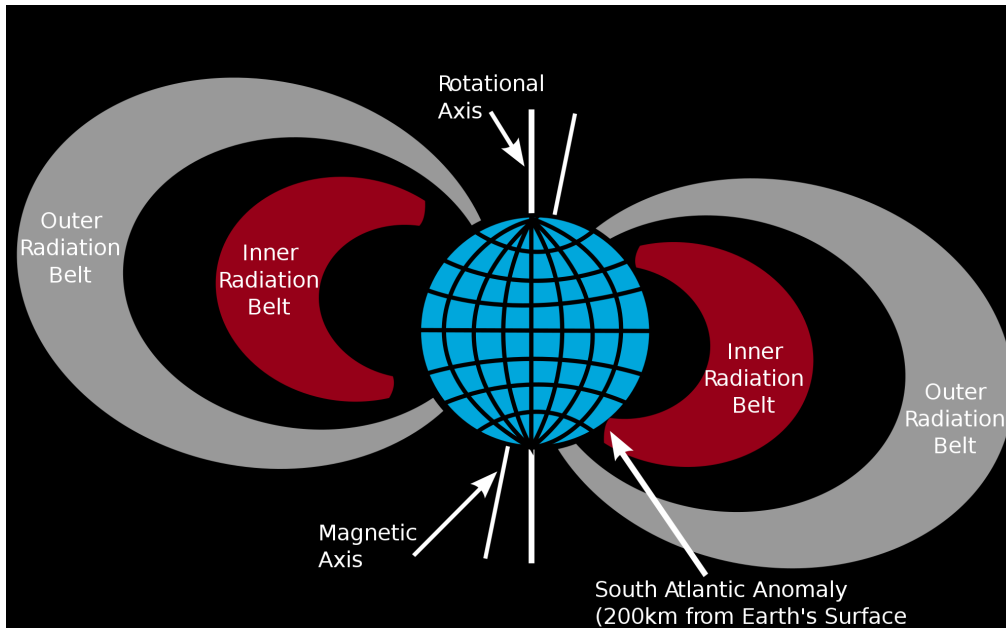 Rotational
Axis
Outer
Radiation
Belt
Inner
Radiation
Belt
Inner
Radiation
Belt
Outer
Radiation
Belt
Magnetic
Axis
South Atlantic Anomaly
(200km from Earth's Surface